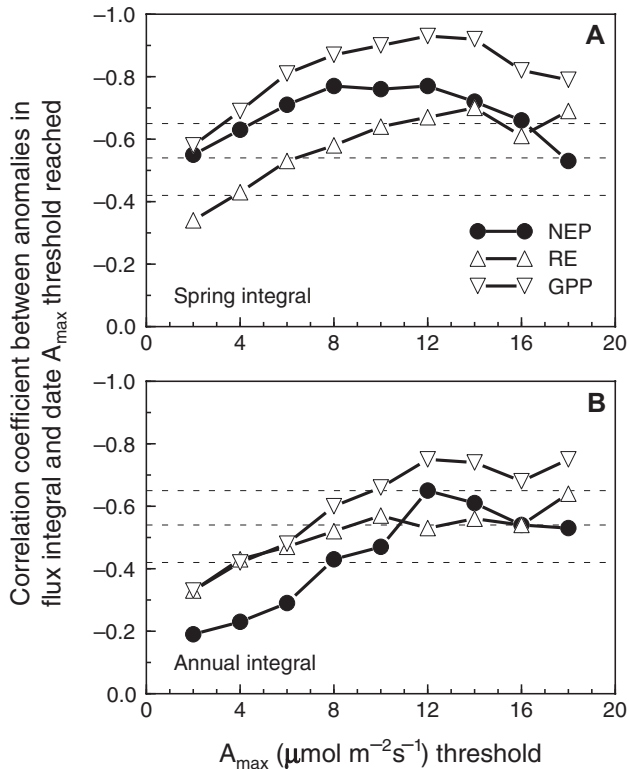 Correlation coefficient between anomalies in
flux integral and date Amax threshold reached
−1.0
−0.8
−0.6
−0.4
−0.2
0.0
A
NEP
RE
GPP
Spring integral
0 4 8 12 16 20
−1.0
−0.8
−0.6
−0.4
−0.2
0.0
B
Annual integral
0 4 8 12 16 20
Amax (μmol m−2s−1) threshold